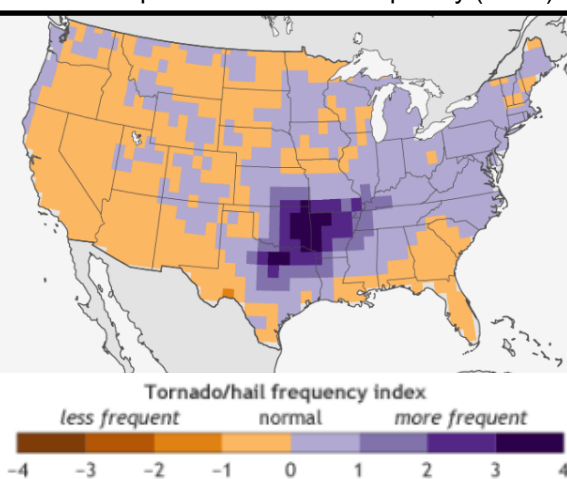 Tornado/hail frequency index
less frequent normal more frequent
−4 −3 −2 −1 0 1 2 3 4